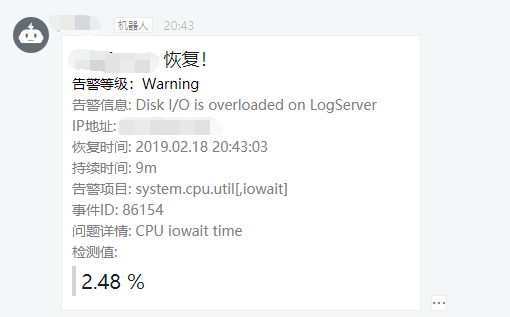 机器人 20:43
恢复！
告警等级：Warning
告警信息: Disk I/O is overloaded on LogServer
IP地址:
恢复时间: 2019.02.18 20:43:03
持续时间: 9m
告警项目: system.cpu.util[,iowait]
事件ID: 86154
问题详情: CPU iowait time
检测值:
2.48 %